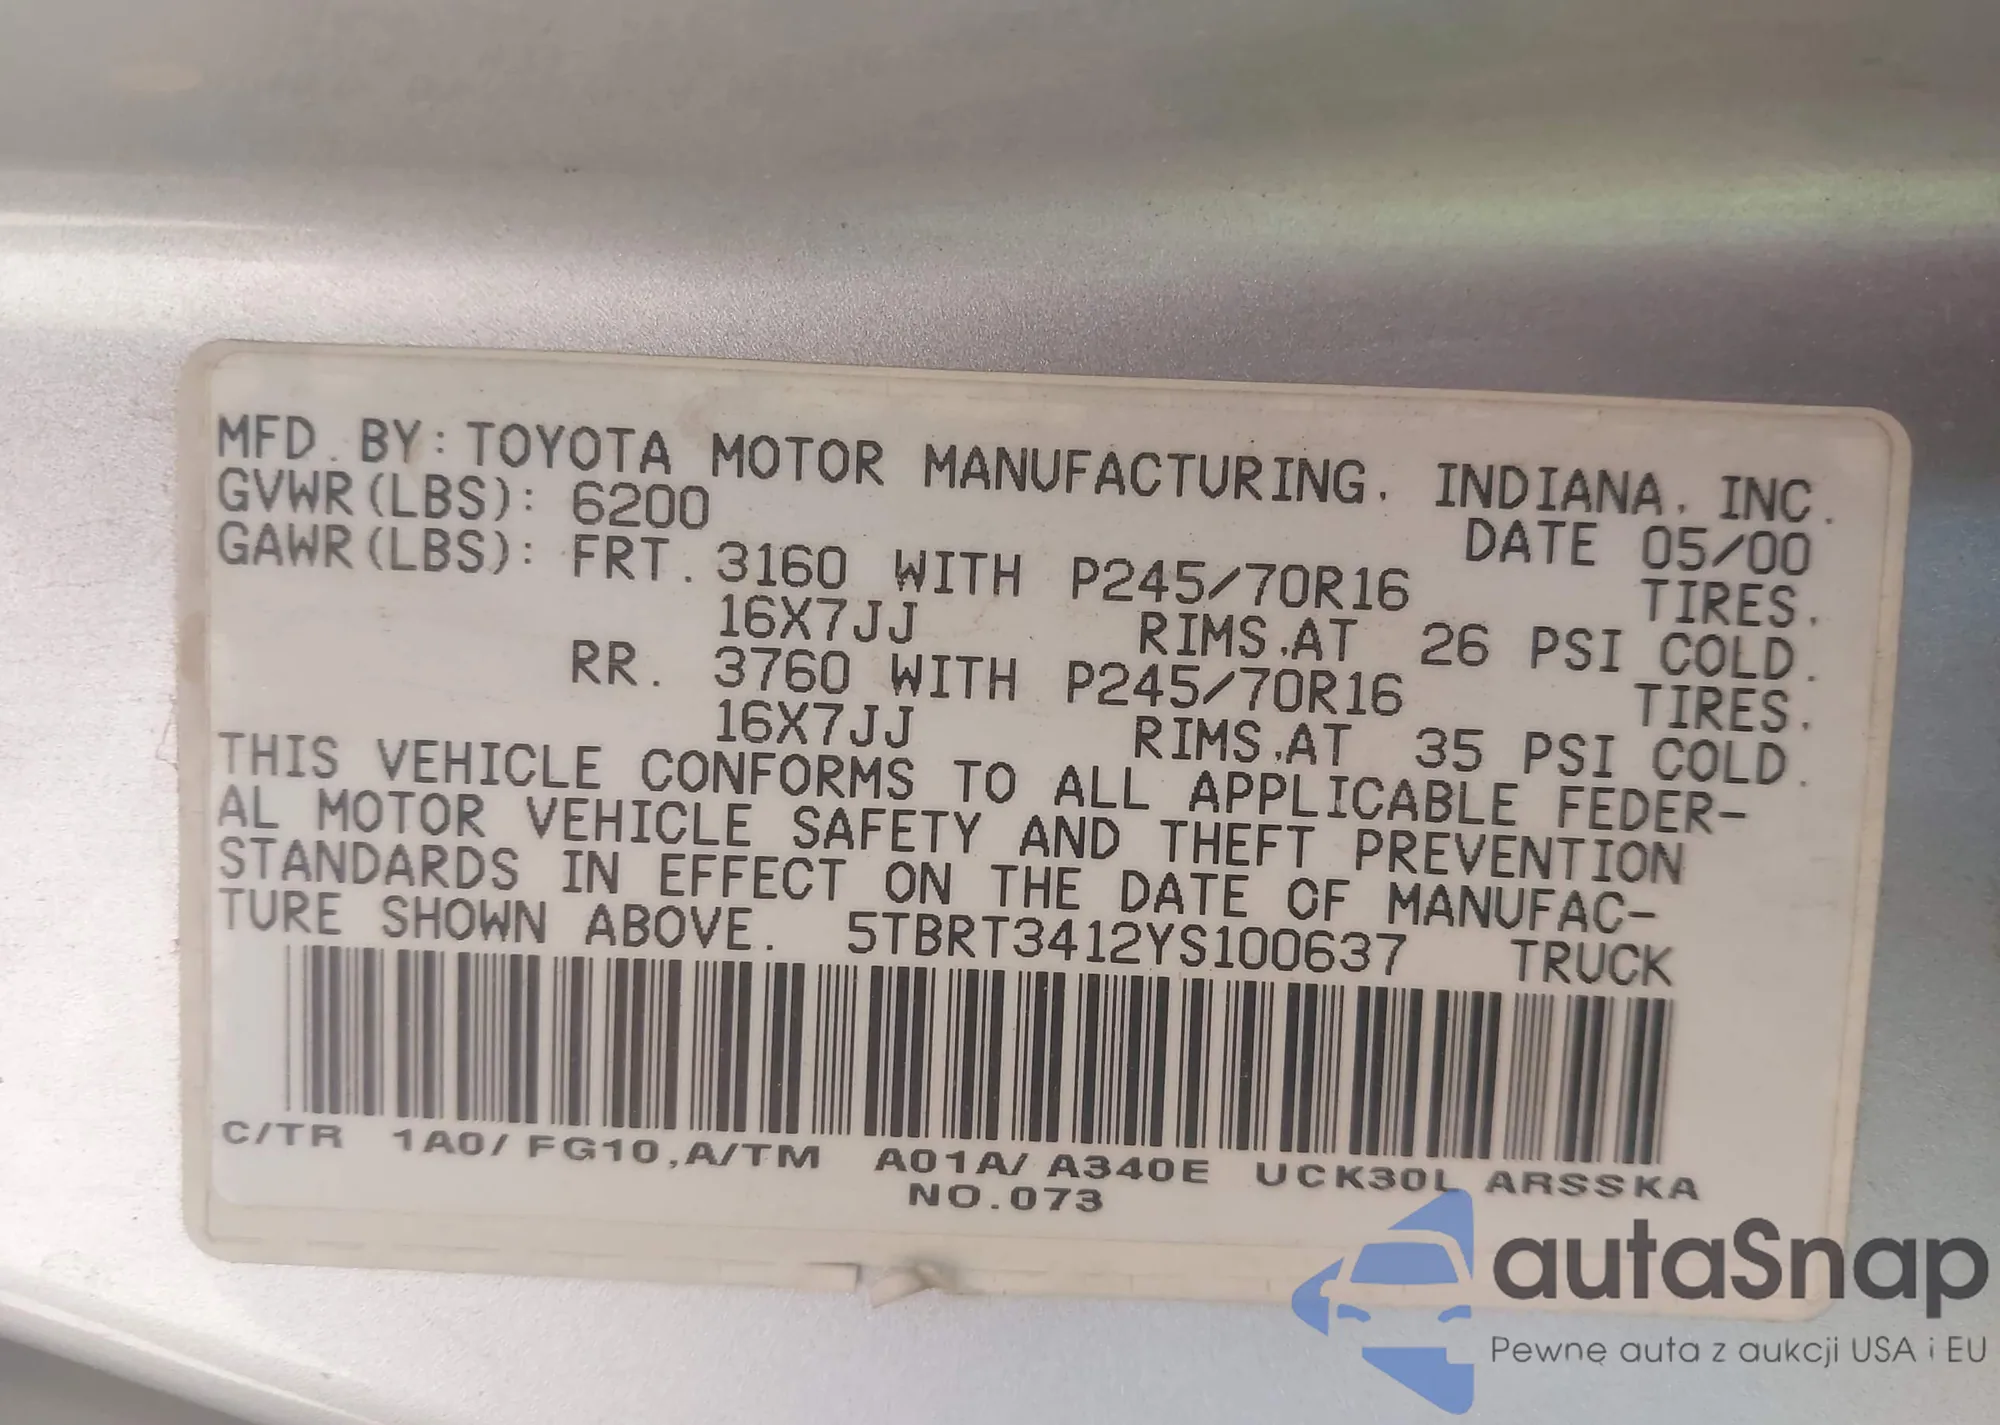 MFD. BY: TOYOTA MOTOR MANUFACTURING, INDIANA, INC.
GVWR(LBS): 6200 DATE 05/00
GAWR(LBS): FRT. 3160 WITH P245/70R16 TIRES,
16X7JJ RIMS,AT 26 PSI COLD.
RR. 3760 WITH P245/70R16 TIRES,
16X7JJ RIMS,AT 35 PSI COLD.
THIS VEHICLE CONFORMS TO ALL APPLICABLE FEDER-
AL MOTOR VEHICLE SAFETY AND THEFT PREVENTION
STANDARDS IN EFFECT ON THE DATE OF MANUFAC-
TURE SHOWN ABOVE. 5TBRT3412YS100637 TRUCK
C/TR 1A0/FG10,A/TM A01A/A340E UCK30L ARSSKA
NO.073
autaSnap
Pewne auta z aukcji USA i EU